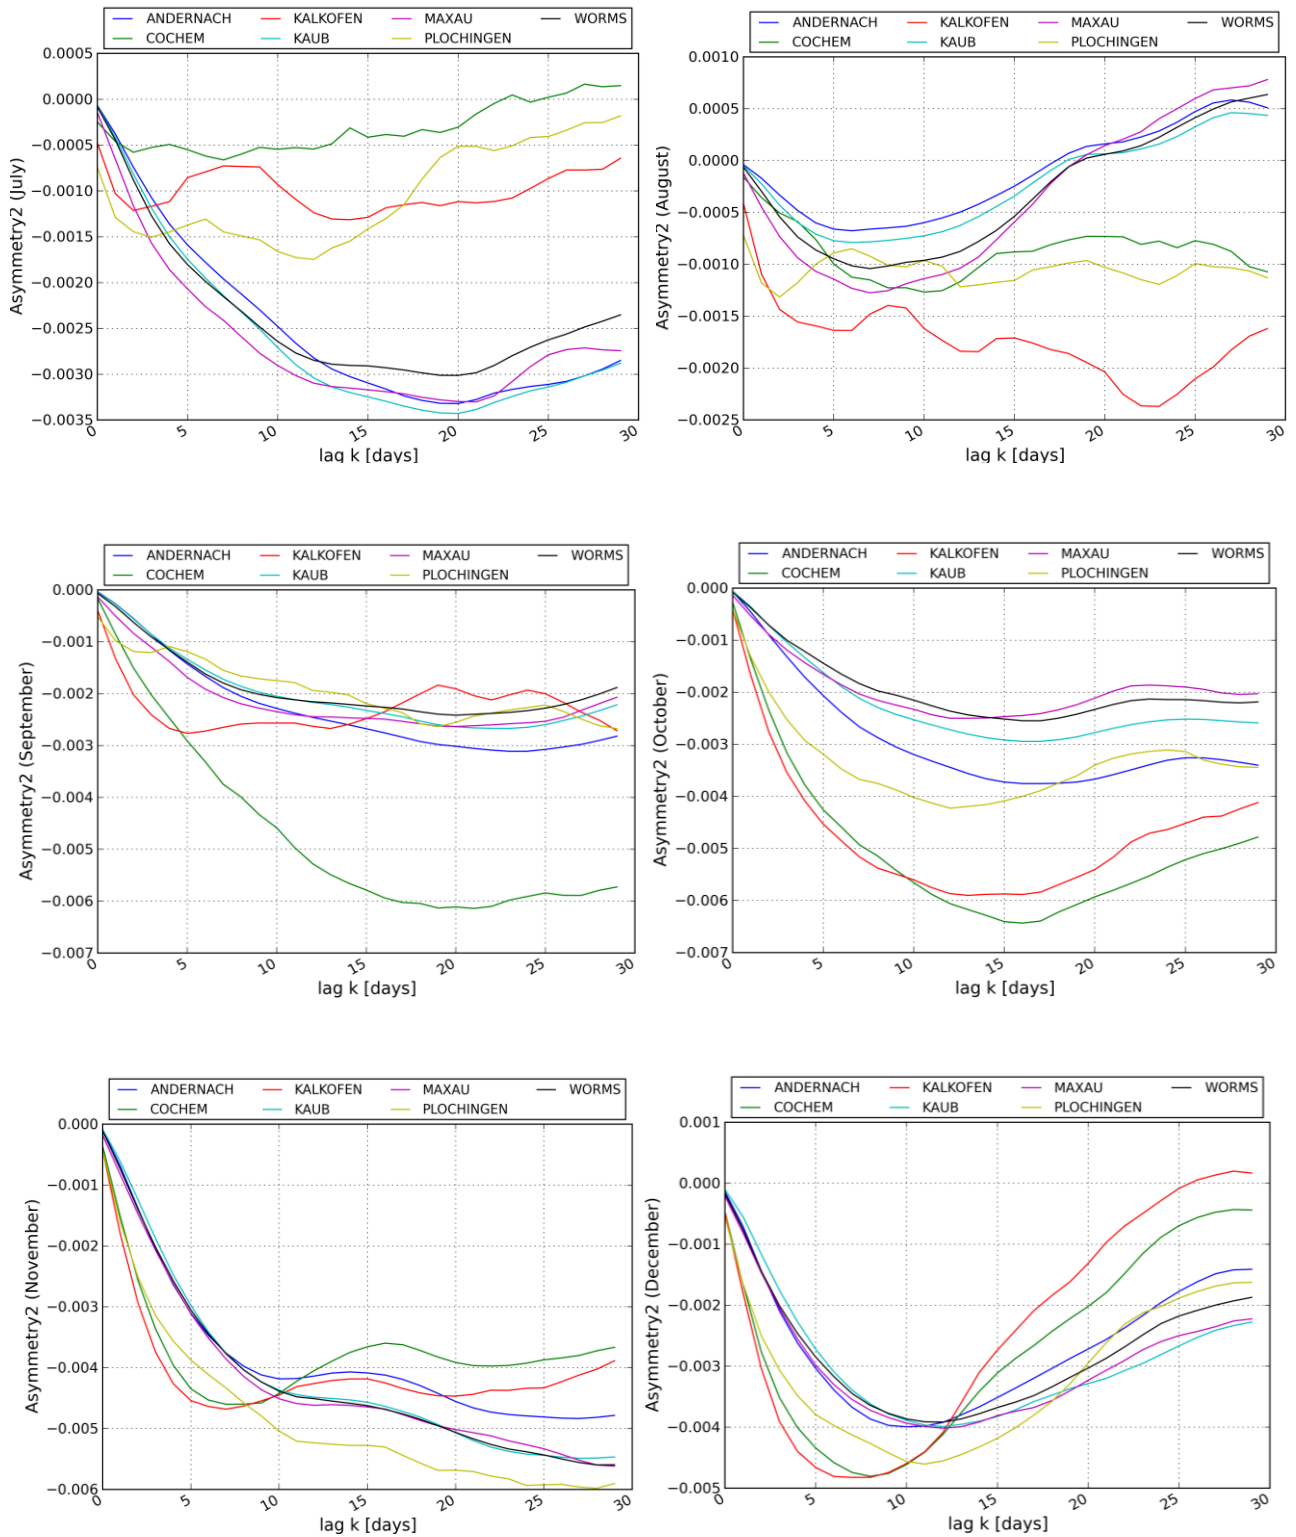 ANDERNACH KALKOFEN MAXAU WORMS
COCHEM KAUB PLOCHINGEN
0.0005
0.0000
−0.0005
−0.0010
−0.0015
−0.0020
−0.0025
−0.0030
−0.0035
Asymmetry2 (July)
0 5 10 15 20 25 30
lag k [days]
ANDERNACH KALKOFEN MAXAU WORMS
COCHEM KAUB PLOCHINGEN
0.0010
0.0005
0.0000
−0.0005
−0.0010
−0.0015
−0.0020
−0.0025
Asymmetry2 (August)
0 5 10 15 20 25 30
lag k [days]
ANDERNACH KALKOFEN MAXAU WORMS
COCHEM KAUB PLOCHINGEN
0.000
−0.001
−0.002
−0.003
−0.004
−0.005
−0.006
−0.007
Asymmetry2 (September)
0 5 10 15 20 25 30
lag k [days]
ANDERNACH KALKOFEN MAXAU WORMS
COCHEM KAUB PLOCHINGEN
0.000
−0.001
−0.002
−0.003
−0.004
−0.005
−0.006
−0.007
Asymmetry2 (October)
0 5 10 15 20 25 30
lag k [days]
ANDERNACH KALKOFEN MAXAU WORMS
COCHEM KAUB PLOCHINGEN
0.000
−0.001
−0.002
−0.003
−0.004
−0.005
−0.006
Asymmetry2 (November)
0 5 10 15 20 25 30
lag k [days]
ANDERNACH KALKOFEN MAXAU WORMS
COCHEM KAUB PLOCHINGEN
0.001
0.000
−0.001
−0.002
−0.003
−0.004
−0.005
Asymmetry2 (December)
0 5 10 15 20 25 30
lag k [days]